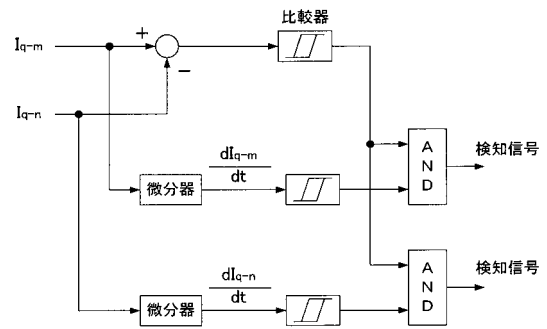 比較器
Iq-m
+
−
Iq-n
dIq-m
dt
微分器
AND
検知信号
dIq-n
dt
微分器
AND
検知信号